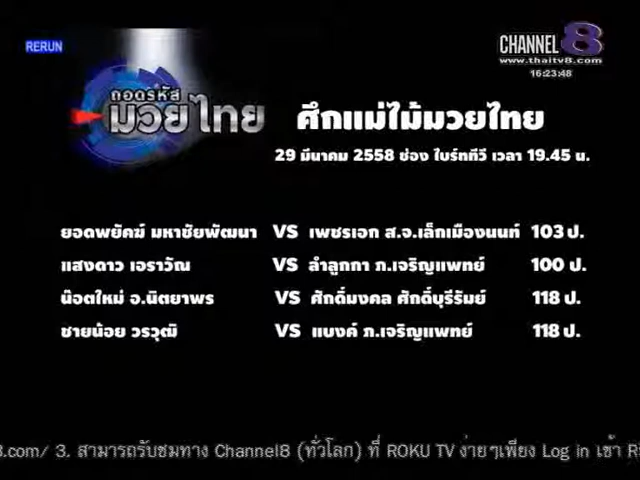 RERUN
CHANNEL 8
www.thaitv8.com
16:23:48
ถอดรหัส
มวยไทย
ศึกแม่ไม้มวยไทย
29 มีนาคม 2558 ช่อง ไบร์ททีวี เวลา 19.45 น.
ยอดพยัคฆ์ มหาชัยพัฒนา VS เพชรเอก ส.จ.เล็กเมืองนนท์ 103 ป.
แสงดาว เอราวัณ VS ลำลูกกา ภ.เจริญแพทย์ 100 ป.
น๊อตใหม่ อ.นิตยาพร VS ศักดิ์มงคล ศักดิ์บุรีรัมย์ 118 ป.
ชายน้อย วรวุฒิ VS แบงค์ ภ.เจริญแพทย์ 118 ป.
8.com/ 3. สามารถรับชมทาง Channel8 (ทั่วโลก) ที่ ROKU TV ง่ายๆเพียง Log in เข้า R